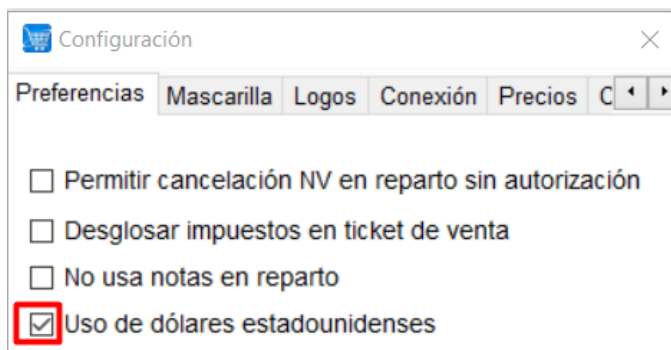 Configuración
Preferencias Mascarilla Logos Conexión Precios
Permitir cancelación NV en reparto sin autorización
Desglosar impuestos en ticket de venta
No usa notas en reparto
Uso de dólares estadounidenses